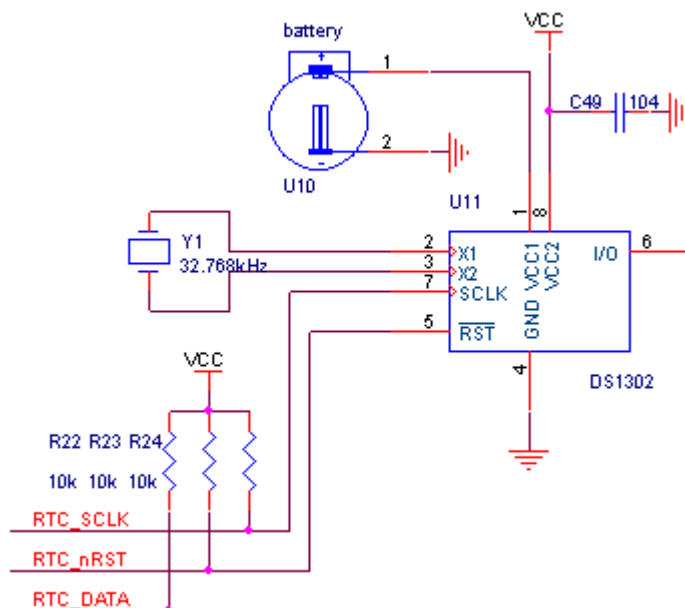 VCC
battery
1
C49 104
2
U10
U11
1
8
Y1
32.768kHz
2
3
7
5
X1
X2
SCLK
RST
GND
VCC1
VCC2
I/O
6
4
DS1302
VCC
R22 R23 R24
10k 10k 10k
RTC_SCLK
RTC_nRST
RTC_DATA